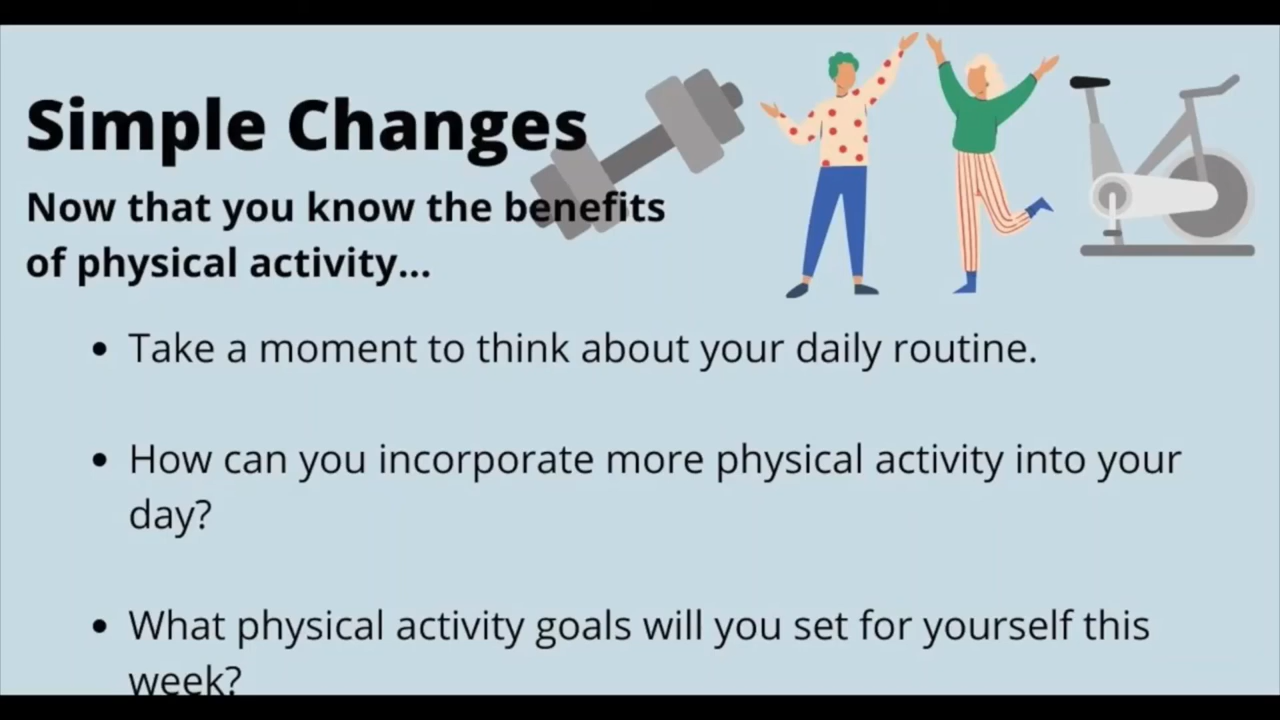 Simple Changes
Now that you know the benefits
of physical activity...
• Take a moment to think about your daily routine.
• How can you incorporate more physical activity into your
day?
• What physical activity goals will you set for yourself this
week?